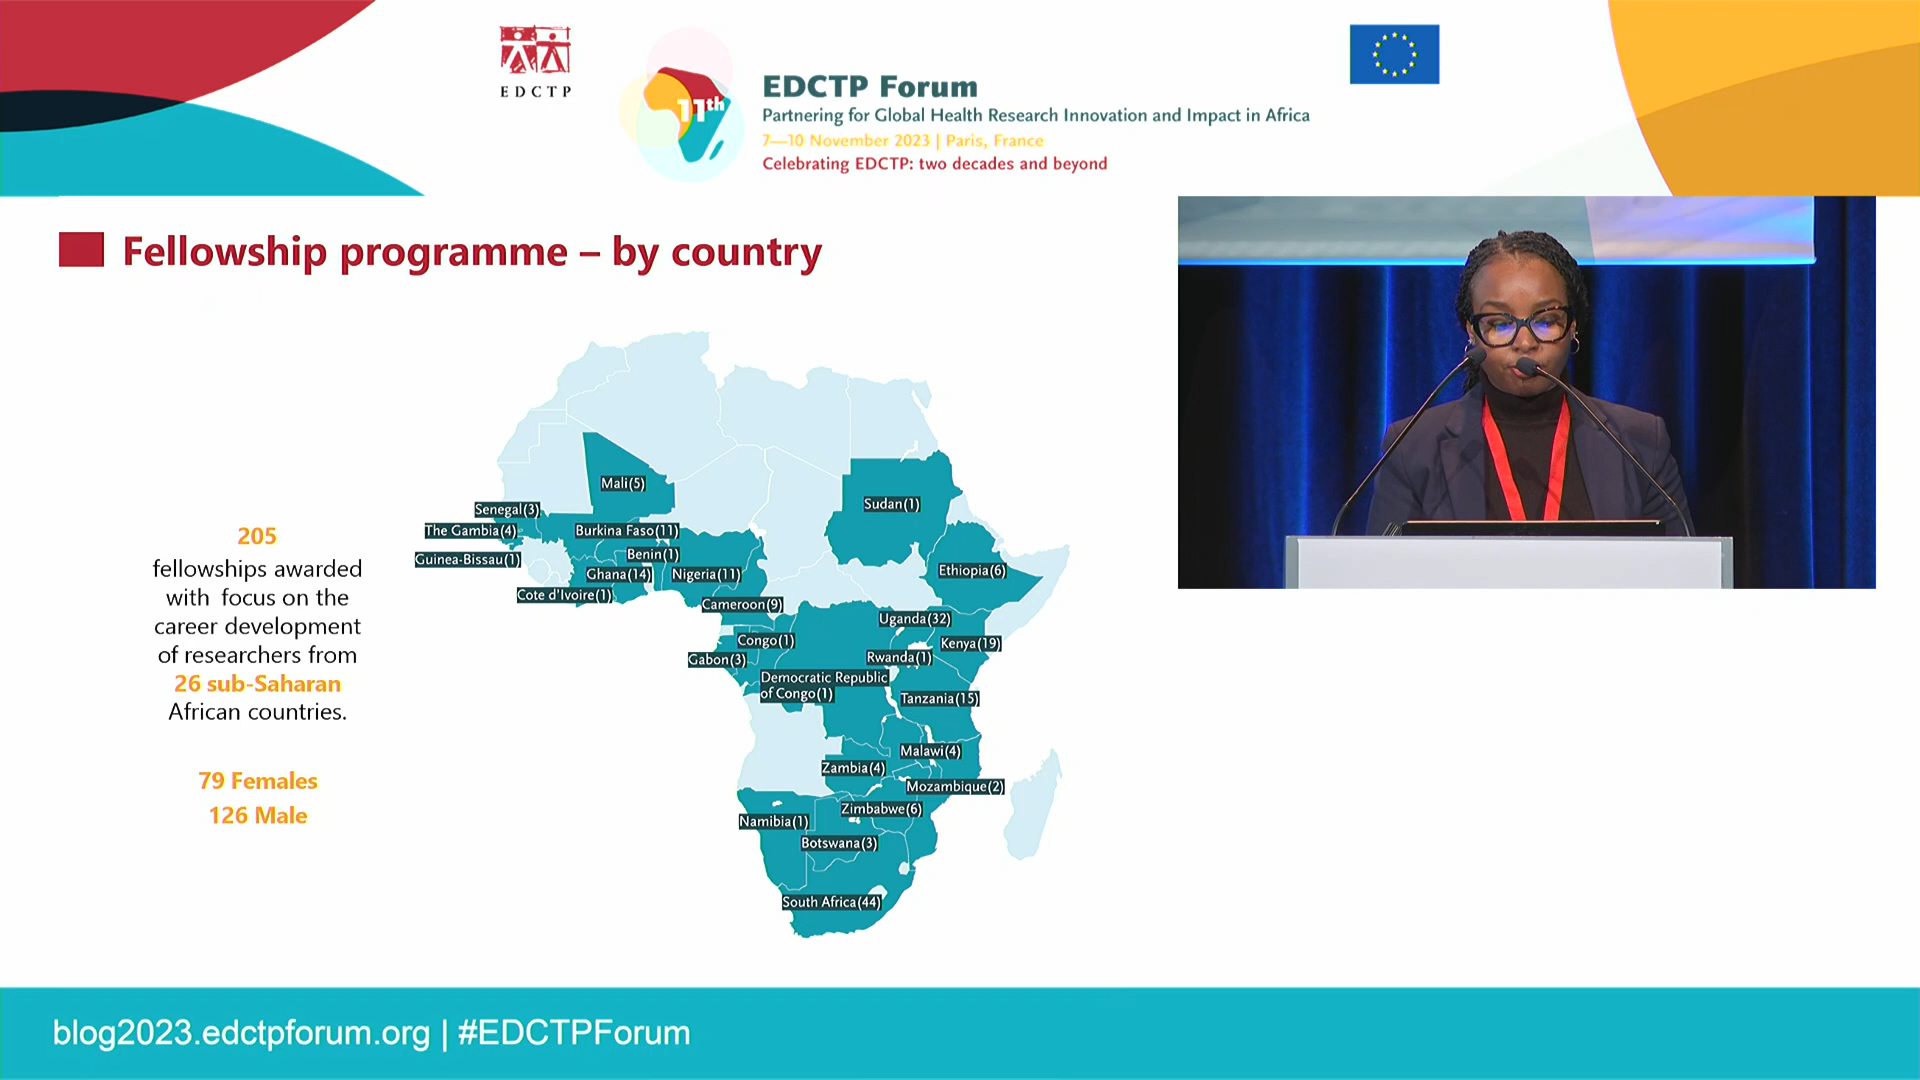 EDCTP
11th
EDCTP Forum
Partnering for Global Health Research Innovation and Impact in Africa
7—10 November 2023 | Paris, France
Celebrating EDCTP: two decades and beyond
Fellowship programme – by country
205
fellowships awarded
with focus on the
career development
of researchers from
26 sub-Saharan
African countries.
79 Females
126 Male
Mali(5)
Senegal(3)
The Gambia(4)
Guinea-Bissau(1)
Burkina Faso(11)
Benin(1)
Ghana(14)
Nigeria(11)
Cote d'Ivoire(1)
Cameroon(9)
Sudan(1)
Ethiopia(6)
Uganda(32)
Kenya(19)
Congo(1)
Gabon(3)
Rwanda(1)
Democratic Republic
of Congo(1)
Tanzania(15)
Malawi(4)
Zambia(4)
Mozambique(2)
Zimbabwe(6)
Namibia(1)
Botswana(3)
South Africa(44)
blog2023.edctpforum.org | #EDCTPForum